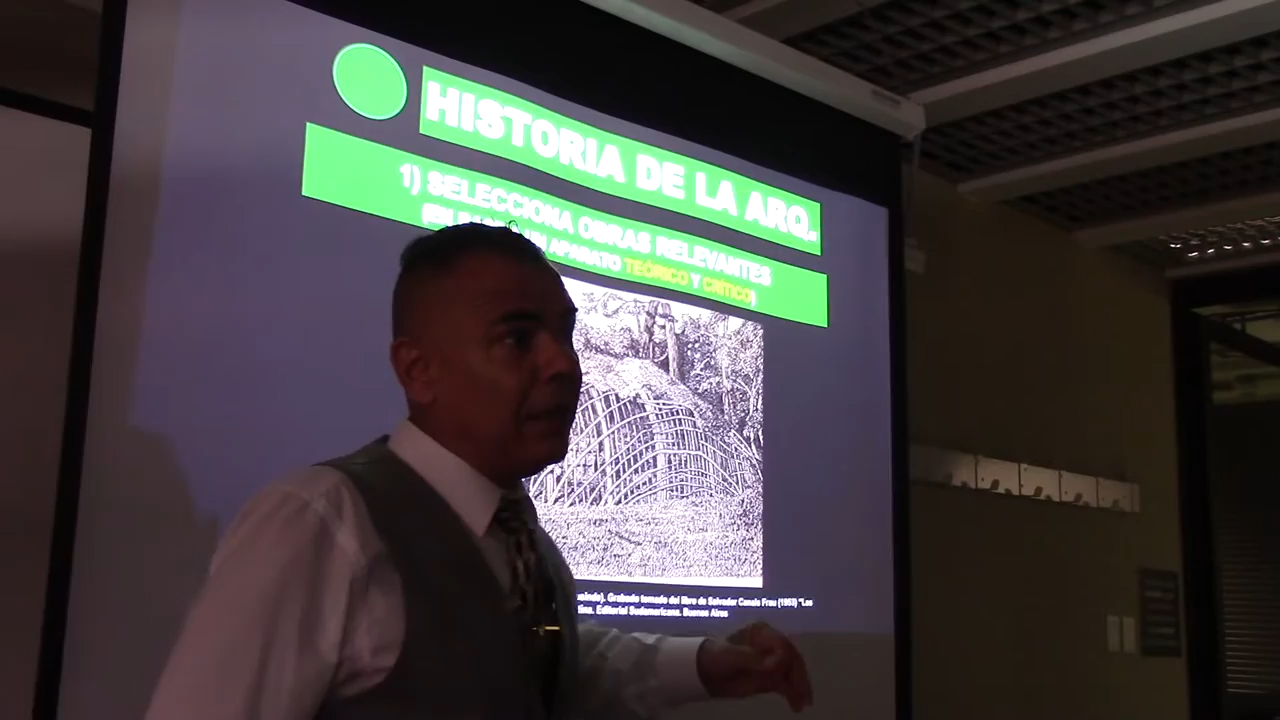 HISTORIA DE LA ARQ.
1) SELECCIONA OBRAS RELEVANTES
UN APARATO TEÓRICO Y CRÍTICO)
Grabado tomado del libro de Salvador Canals Frau (1953) "Las
Editorial Sudamericana. Buenos Aires